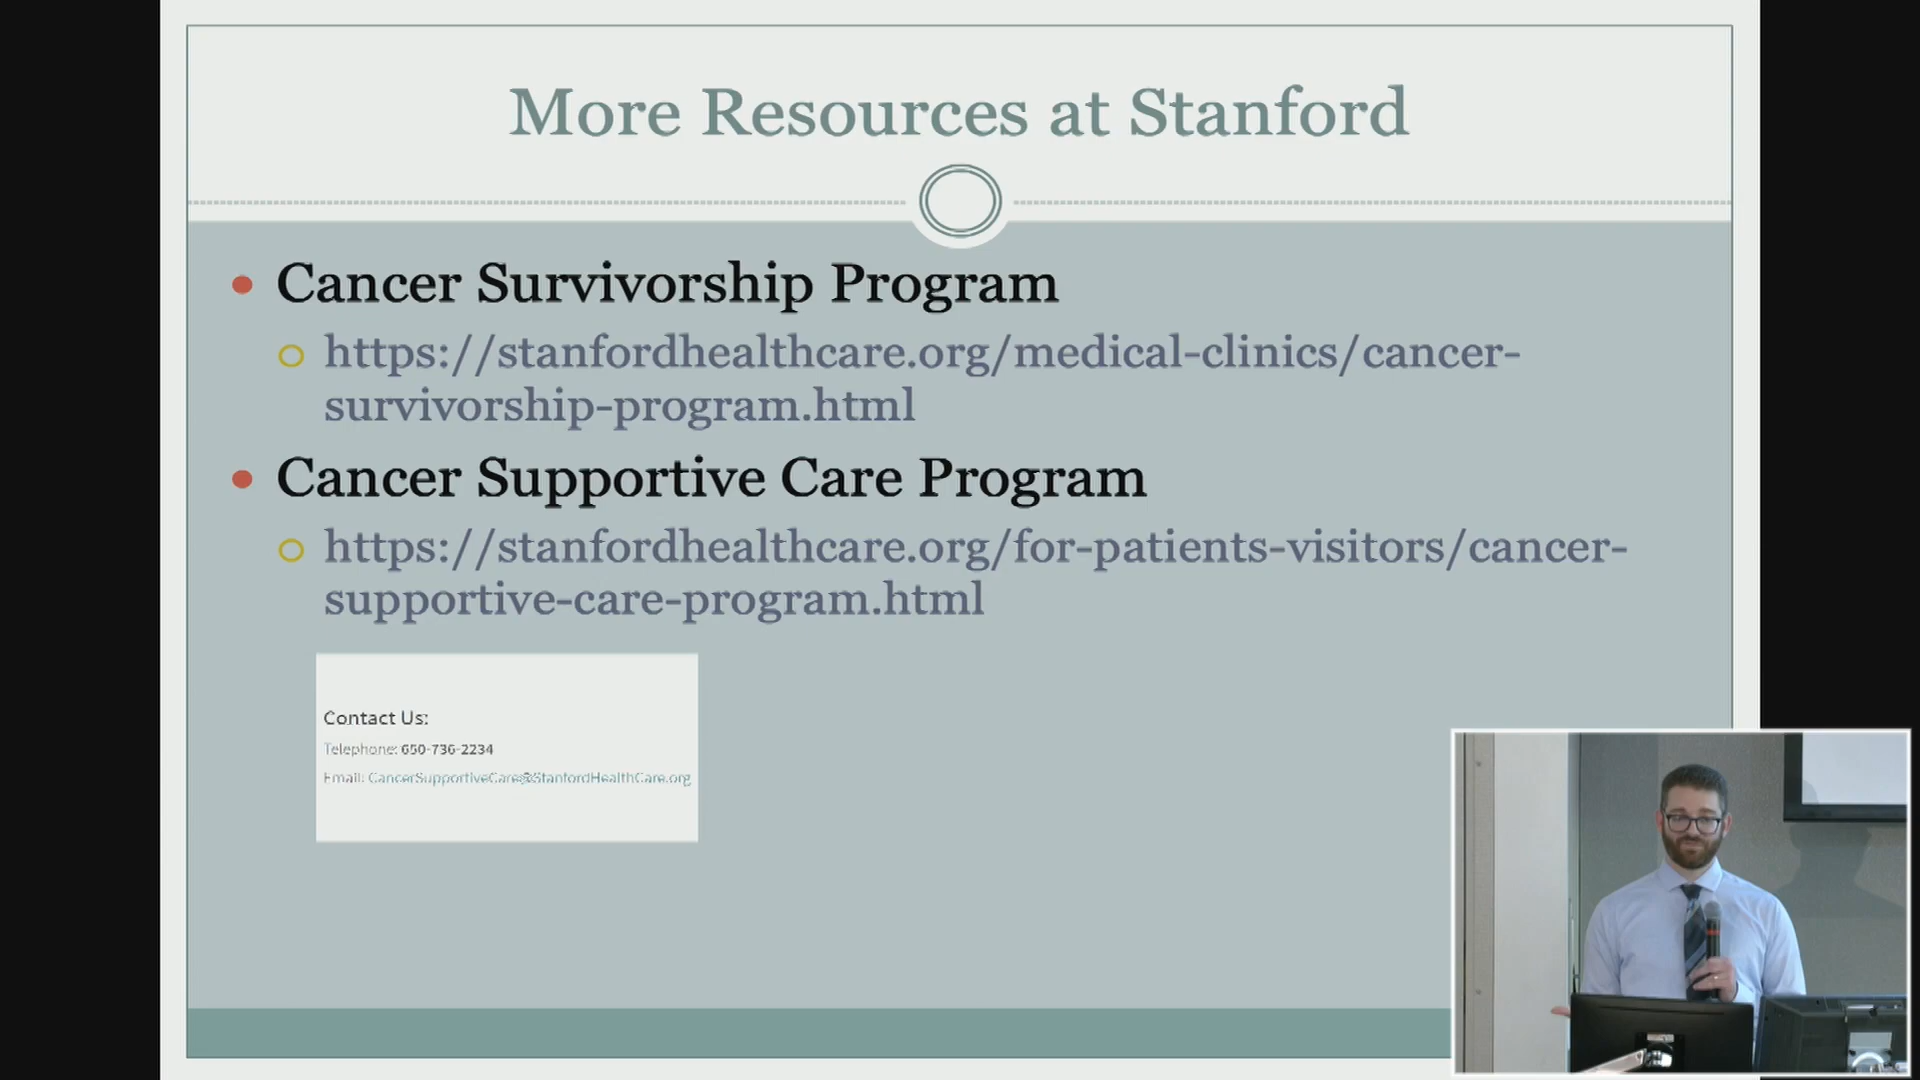 More Resources at Stanford
Cancer Survivorship Program
https://stanfordhealthcare.org/medical-clinics/cancer-
survivorship-program.html
Cancer Supportive Care Program
https://stanfordhealthcare.org/for-patients-visitors/cancer-
supportive-care-program.html
Contact Us:
Telephone: 650-736-2234
Email: CancerSupportiveCare@StanfordHealthCare.org